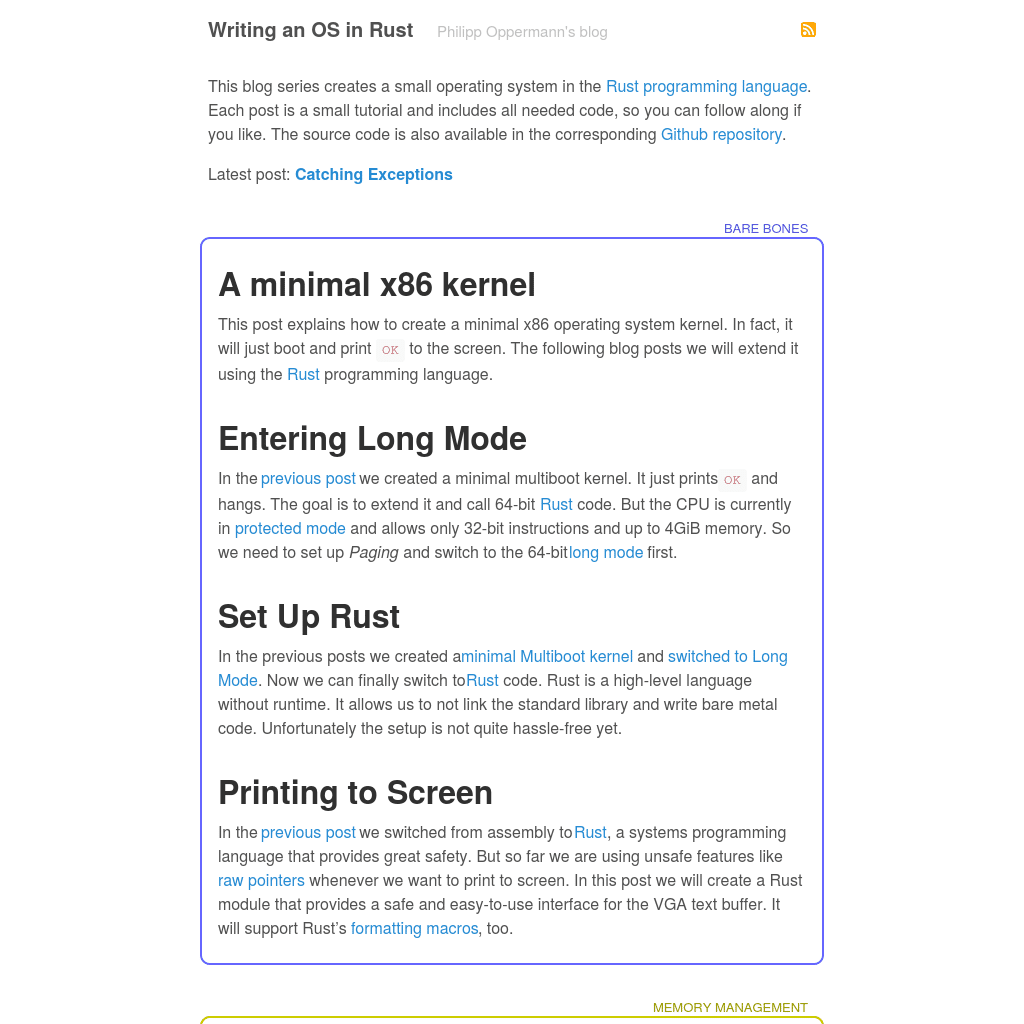 Writing an OS in Rust Philipp Oppermann's blog
This blog series creates a small operating system in the Rust programming language.
Each post is a small tutorial and includes all needed code, so you can follow along if
you like. The source code is also available in the corresponding Github repository.
Latest post: Catching Exceptions
BARE BONES
A minimal x86 kernel
This post explains how to create a minimal x86 operating system kernel. In fact, it
will just boot and print OK to the screen. The following blog posts we will extend it
using the Rust programming language.
Entering Long Mode
In the previous post we created a minimal multiboot kernel. It just prints OK and
hangs. The goal is to extend it and call 64-bit Rust code. But the CPU is currently
in protected mode and allows only 32-bit instructions and up to 4GiB memory. So
we need to set up Paging and switch to the 64-bit long mode first.
Set Up Rust
In the previous posts we created a minimal Multiboot kernel and switched to Long
Mode. Now we can finally switch to Rust code. Rust is a high-level language
without runtime. It allows us to not link the standard library and write bare metal
code. Unfortunately the setup is not quite hassle-free yet.
Printing to Screen
In the previous post we switched from assembly to Rust, a systems programming
language that provides great safety. But so far we are using unsafe features like
raw pointers whenever we want to print to screen. In this post we will create a Rust
module that provides a safe and easy-to-use interface for the VGA text buffer. It
will support Rust’s formatting macros, too.
MEMORY MANAGEMENT